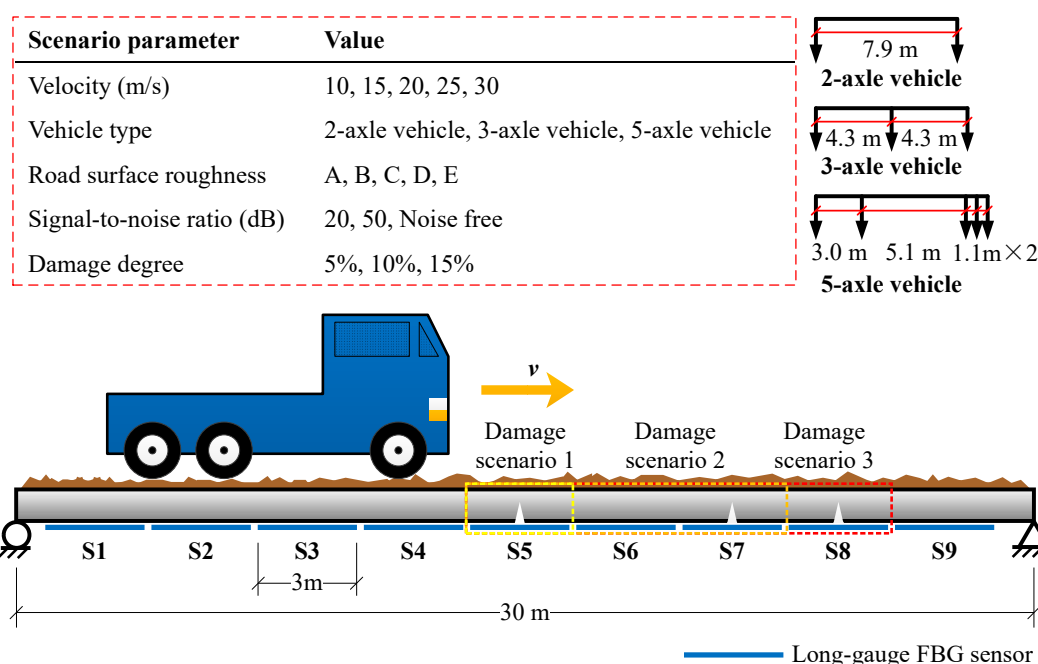 Scenario parameter Value
Velocity (m/s) 10, 15, 20, 25, 30
Vehicle type 2-axle vehicle, 3-axle vehicle, 5-axle vehicle
Road surface roughness A, B, C, D, E
Signal-to-noise ratio (dB) 20, 50, Noise free
Damage degree 5%, 10%, 15%
7.9 m
2-axle vehicle
4.3 m 4.3 m
3-axle vehicle
3.0 m 5.1 m 1.1m×2
5-axle vehicle
v
Damage scenario 1
Damage scenario 2
Damage scenario 3
S1 S2 S3 S4 S5 S6 S7 S8 S9
3m
30 m
Long-gauge FBG sensor